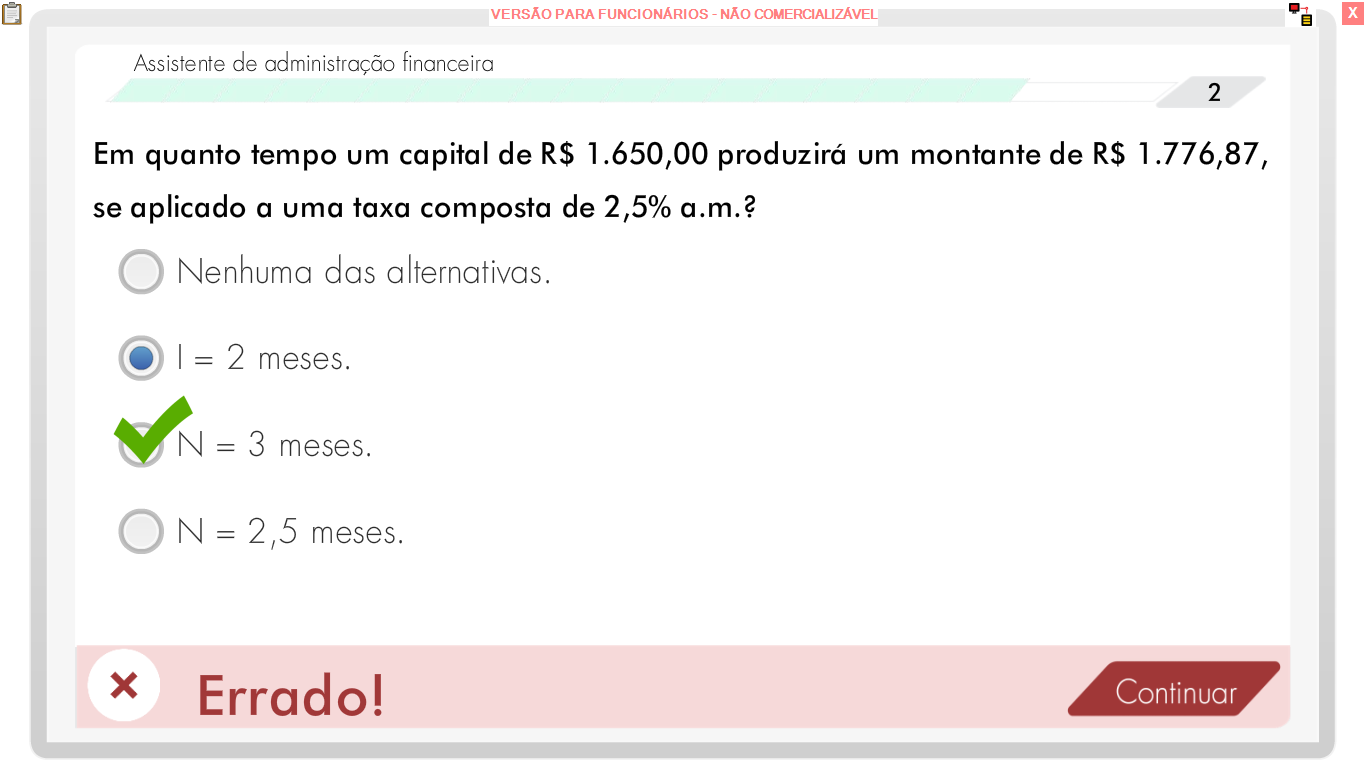 VERSÃO PARA FUNCIONÁRIOS - NÃO COMERCIALIZÁVEL
X
Assistente de administração financeira
2
Em quanto tempo um capital de R$ 1.650,00 produzirá um montante de R$ 1.776,87,
se aplicado a uma taxa composta de 2,5% a.m.?
Nenhuma das alternativas.
I = 2 meses.
N = 3 meses.
N = 2,5 meses.
Errado!
Continuar